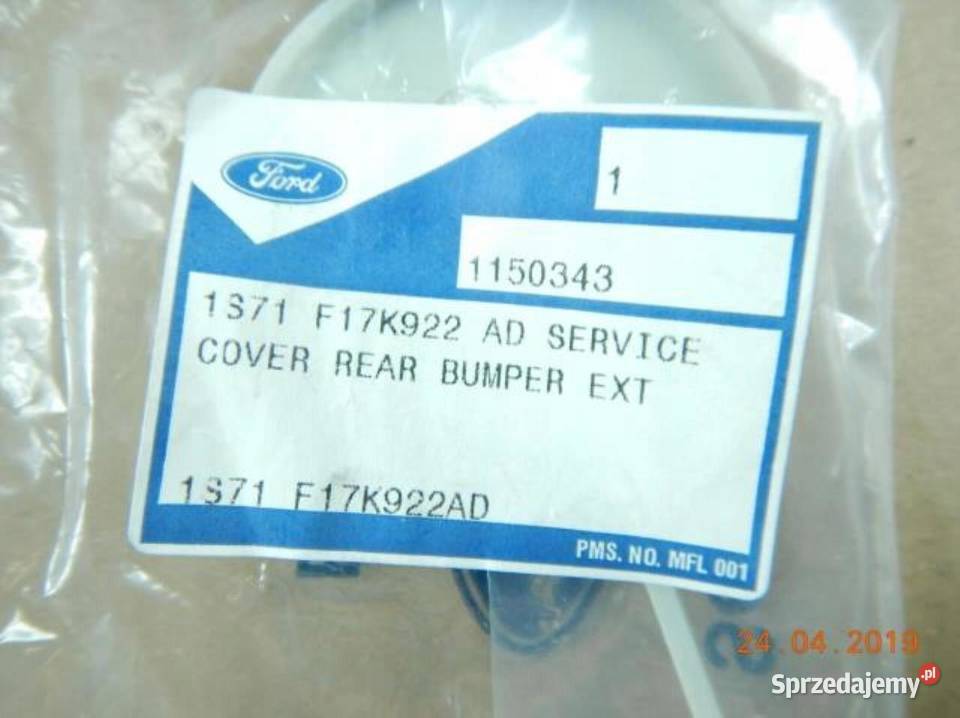 Ford
1
1150343
1S71 F17K922 AD SERVICE
COVER REAR BUMPER EXT
1S71 F17K922AD
PMS. NO. MFL 001
24.04.2019
Sprzedajemy.pl